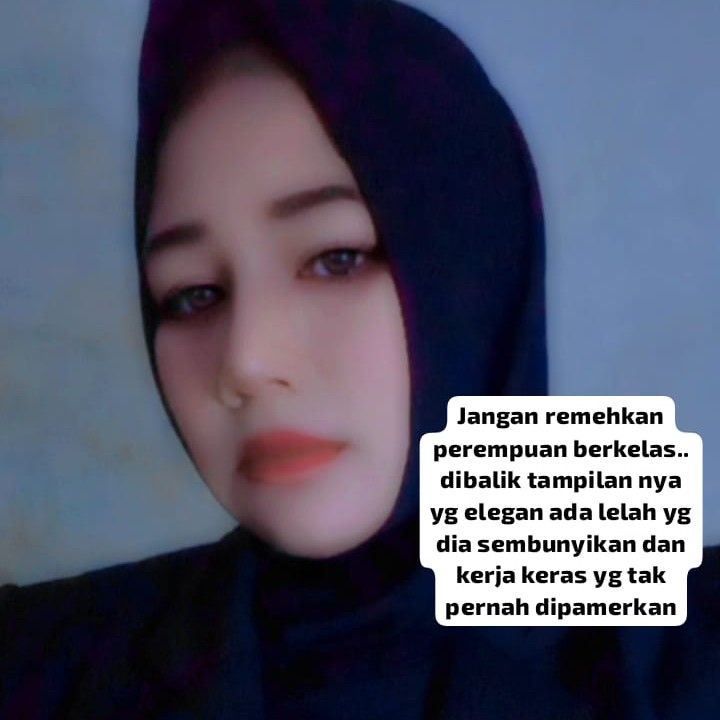 Jangan remehkan
perempuan berkelas..
dibalik tampilan nya
yg elegan ada lelah yg
dia sembunyikan dan
kerja keras yg tak
pernah dipamerkan